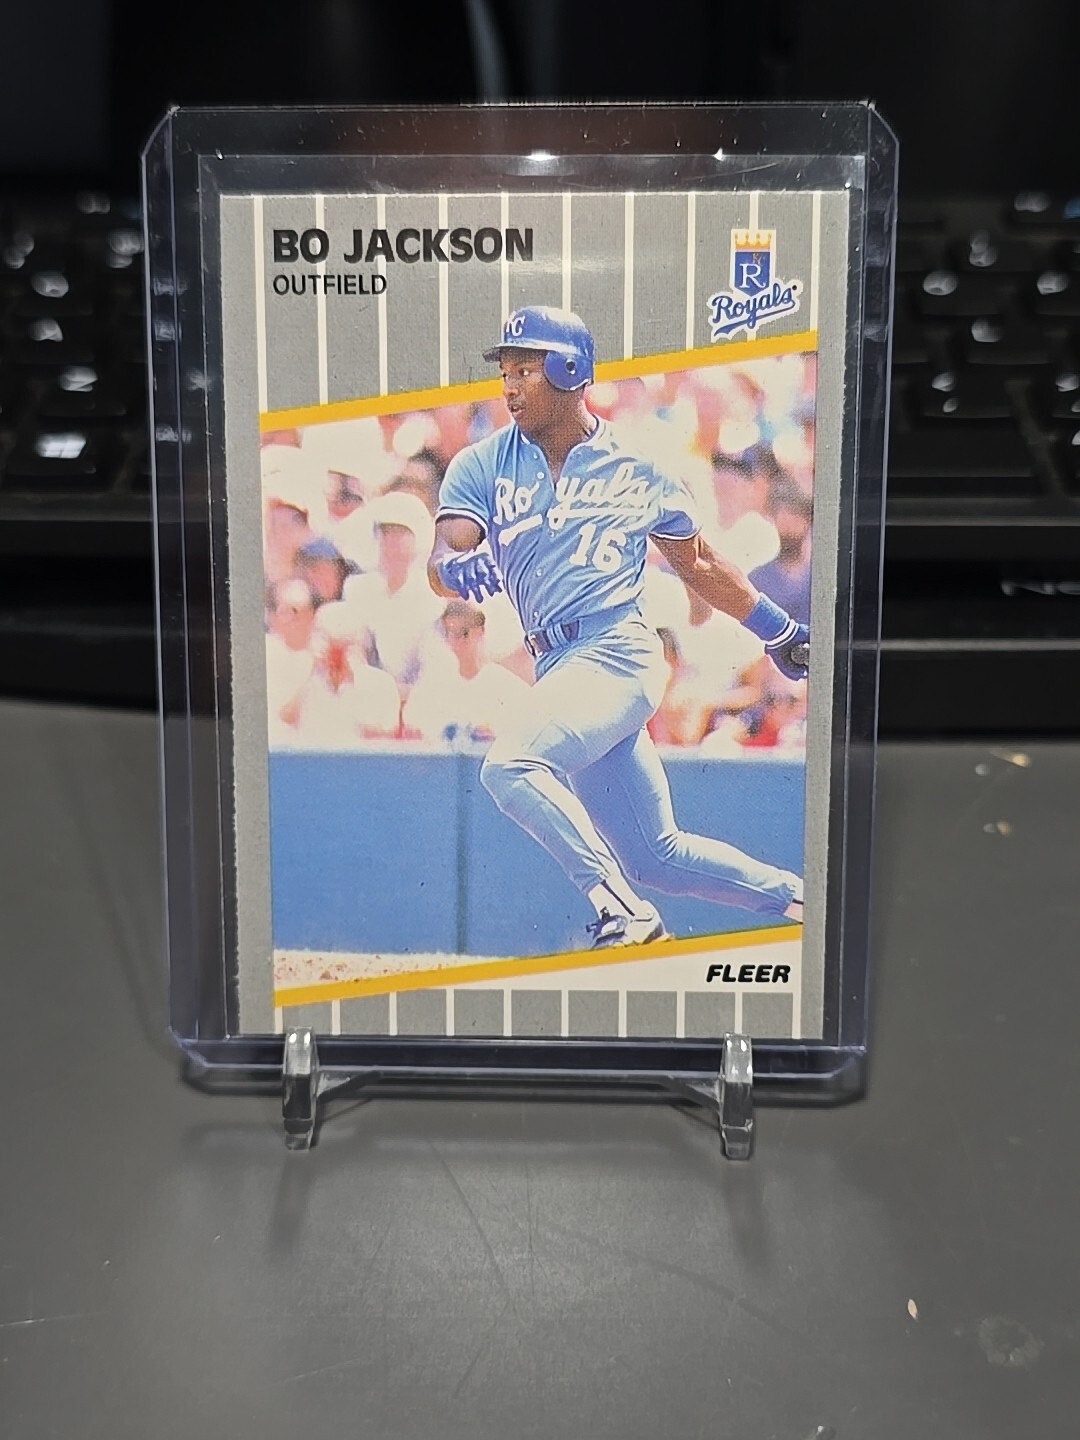 BO JACKSON
OUTFIELD
R
Royals
KC
Royals
16
FLEER